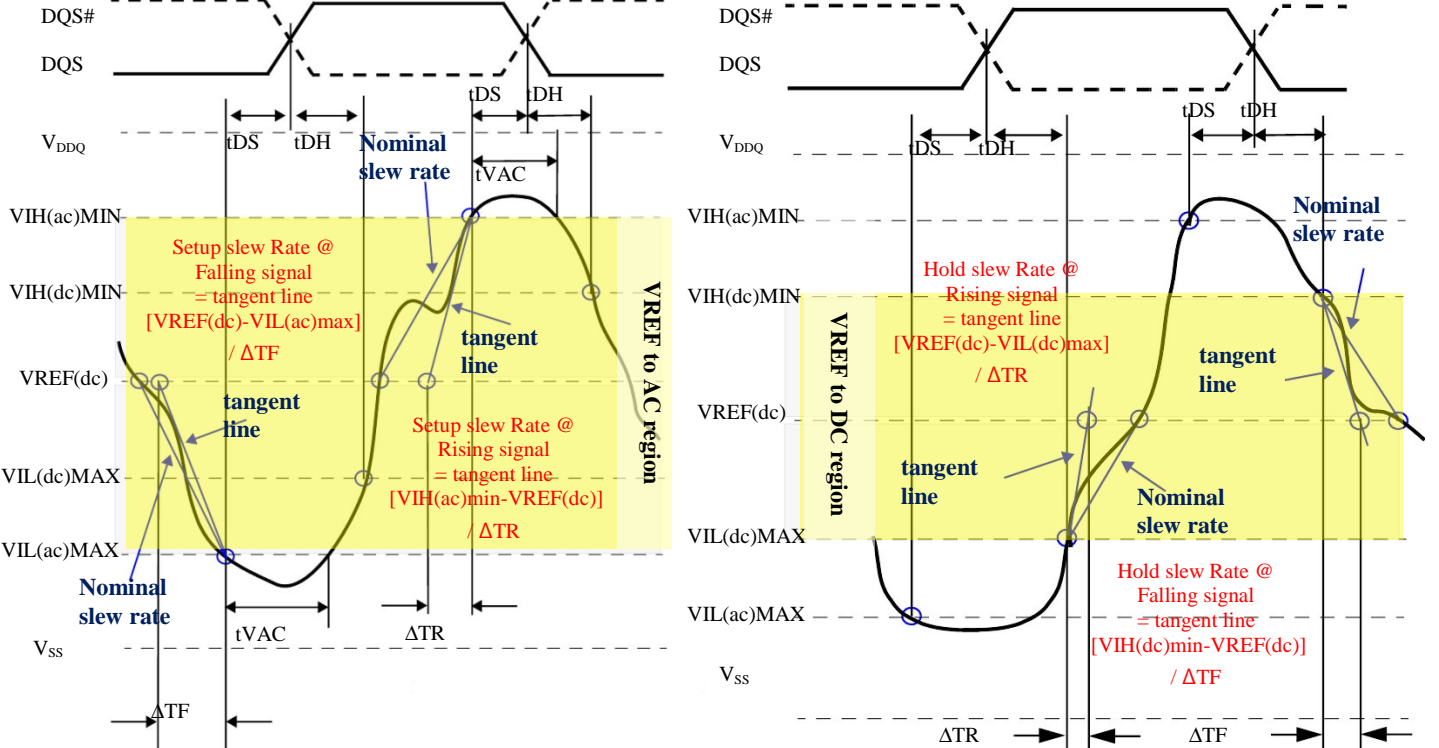 DQS#
DQS
tDS
tDH
tDS
tDH
VDDQ
Nominal
slew rate
tVAC
VIH(ac)MIN
Setup slew Rate @
Falling signal
= tangent line
[VREF(dc)-VIL(ac)max]
/ ΔTF
VIH(dc)MIN
tangent
line
VREF to AC region
VREF(dc)
tangent
line
Setup slew Rate @
Rising signal
= tangent line
[VIH(ac)min-VREF(dc)]
/ ΔTR
VIL(dc)MAX
VIL(ac)MAX
Nominal
slew rate
tVAC
ΔTR
VSS
ΔTF
DQS#
DQS
tDS
tDH
tDS
tDH
VDDQ
VIH(ac)MIN
Nominal
slew rate
Hold slew Rate @
Rising signal
= tangent line
[VREF(dc)-VIL(dc)max]
/ ΔTR
VIH(dc)MIN
VREF to DC region
tangent
line
VREF(dc)
tangent
line
Nominal
slew rate
VIL(dc)MAX
Hold slew Rate @
Falling signal
= tangent line
[VIH(dc)min-VREF(dc)]
/ ΔTF
VIL(ac)MAX
VSS
ΔTR
ΔTF